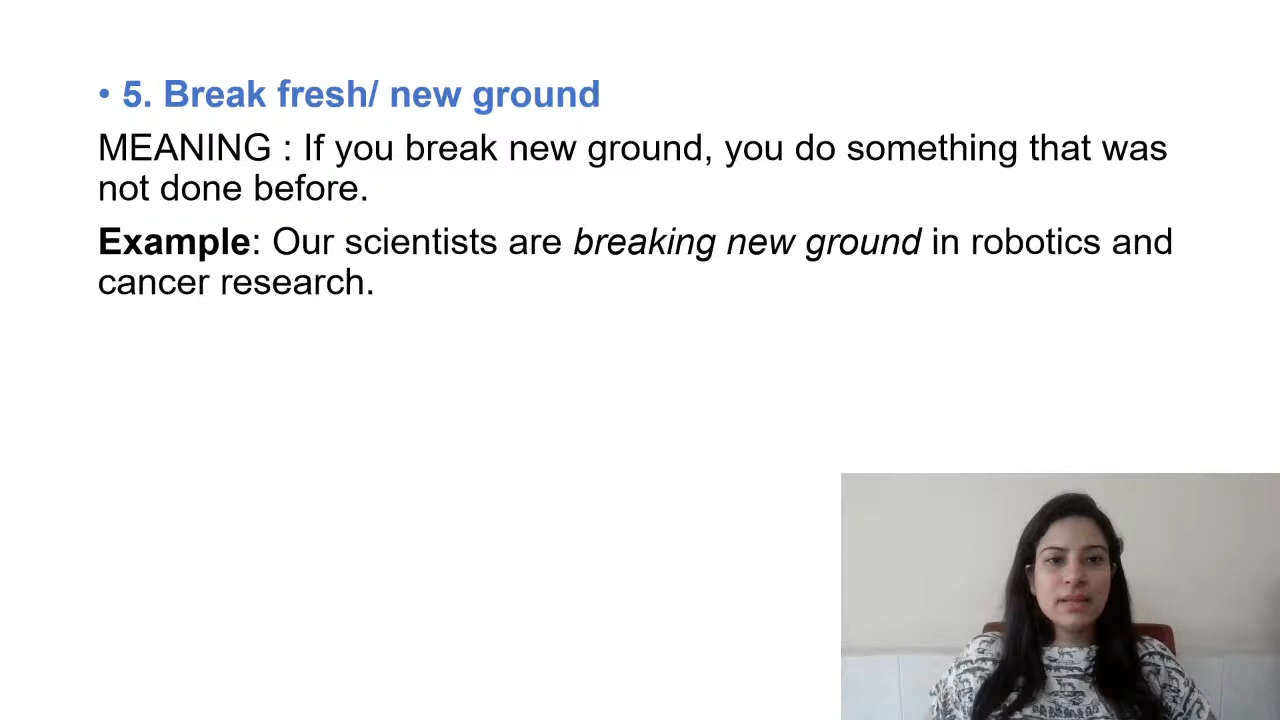 • 5. Break fresh/ new ground
MEANING : If you break new ground, you do something that was
not done before.
Example: Our scientists are breaking new ground in robotics and
cancer research.